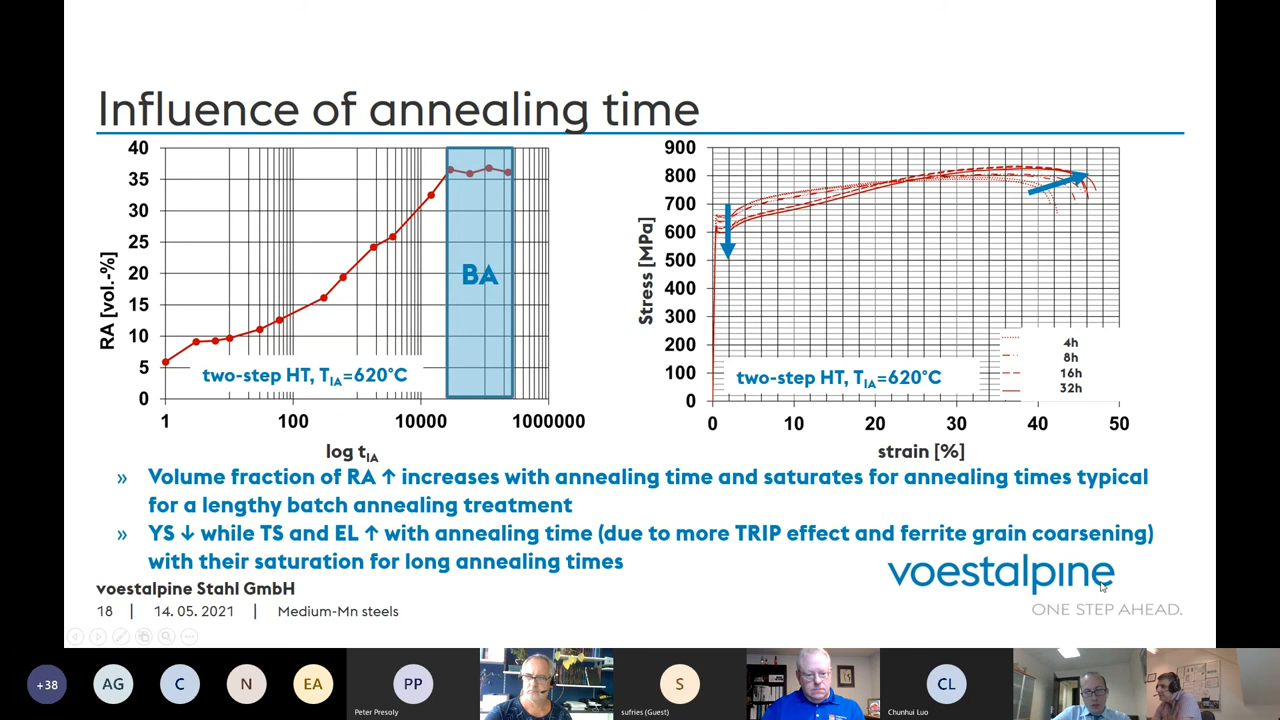 Influence of annealing time
40
35
30
25
20
15
10
5
0
RA [vol.-%]
BA
two-step HT, TIA=620°C
1
100
10000
1000000
log tIA
900
800
700
600
500
400
300
200
100
0
Stress [MPa]
two-step HT, TIA=620°C
4h
8h
16h
32h
0
10
20
30
40
50
strain [%]
» Volume fraction of RA ↑ increases with annealing time and saturates for annealing times typical
for a lengthy batch annealing treatment
» YS ↓ while TS and EL ↑ with annealing time (due to more TRIP effect and ferrite grain coarsening)
with their saturation for long annealing times
voestalpine Stahl GmbH
18 | 14. 05. 2021 | Medium-Mn steels
voestalpine
ONE STEP AHEAD.
+38
AG
C
N
EA
PP
Peter Presoly
S
sufries (Guest)
CL
Chunhui Luo